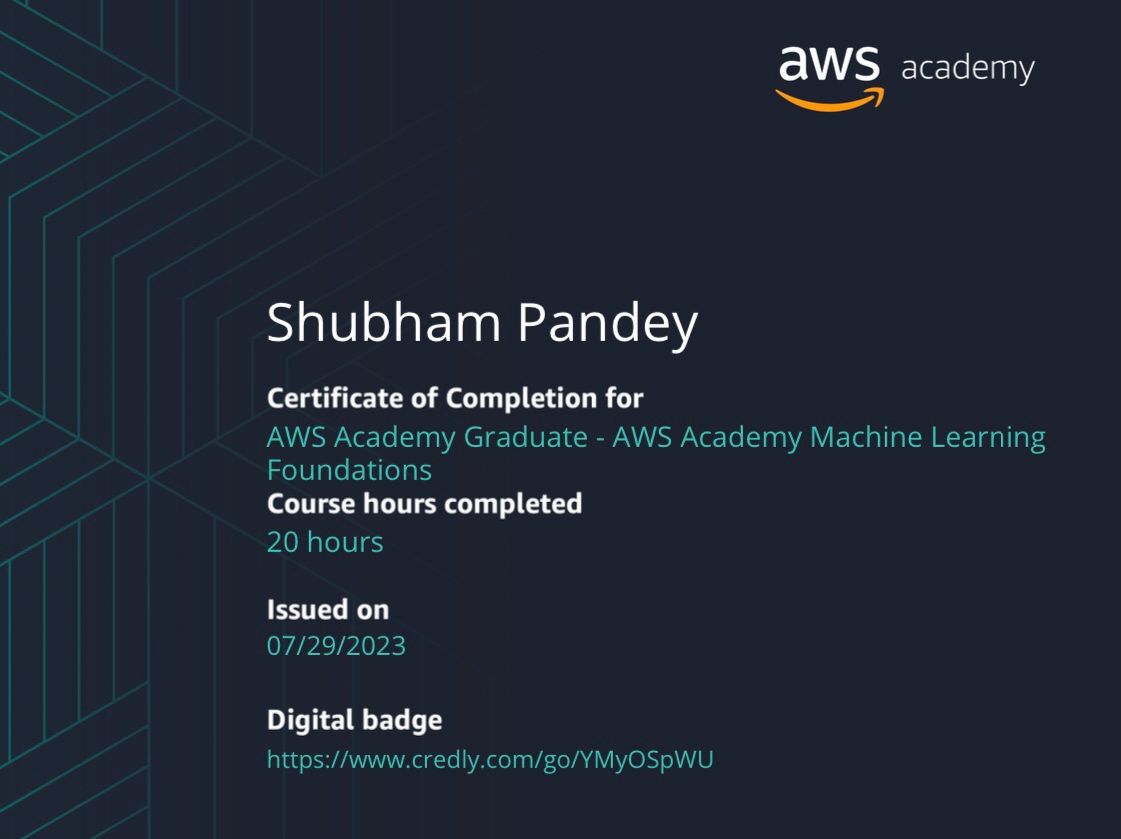 aws academy
Shubham Pandey
Certificate of Completion for
AWS Academy Graduate - AWS Academy Machine Learning
Foundations
Course hours completed
20 hours
Issued on
07/29/2023
Digital badge
https://www.credly.com/go/YMyOSpWU